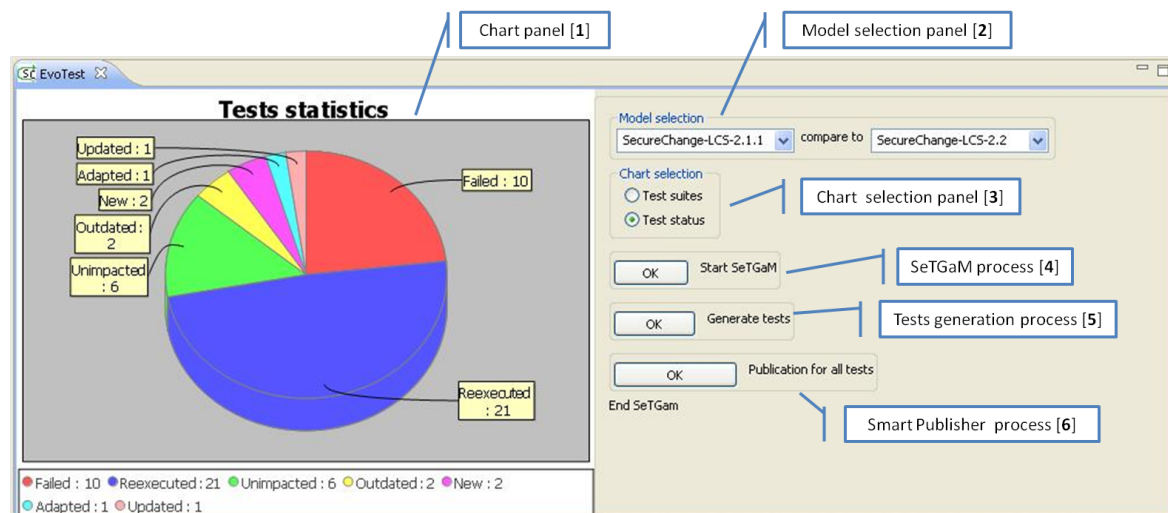 Chart panel [1]
Model selection panel [2]
EvoTest
Tests statistics
Updated : 1
Adapted : 1
New : 2
Outdated :
2
Unimpacted
: 6
Failed : 10
Reexecuted
: 21
Failed : 10 Reexecuted : 21 Unimpacted : 6 Outdated : 2 New : 2
Adapted : 1 Updated : 1
Model selection
SecureChange-LCS-2.1.1 compare to SecureChange-LCS-2.2
Chart selection
Test suites
Test status
Chart selection panel [3]
OK Start SeTGaM
SeTGaM process [4]
OK Generate tests
Tests generation process [5]
OK Publication for all tests
End SeTGam
Smart Publisher process [6]